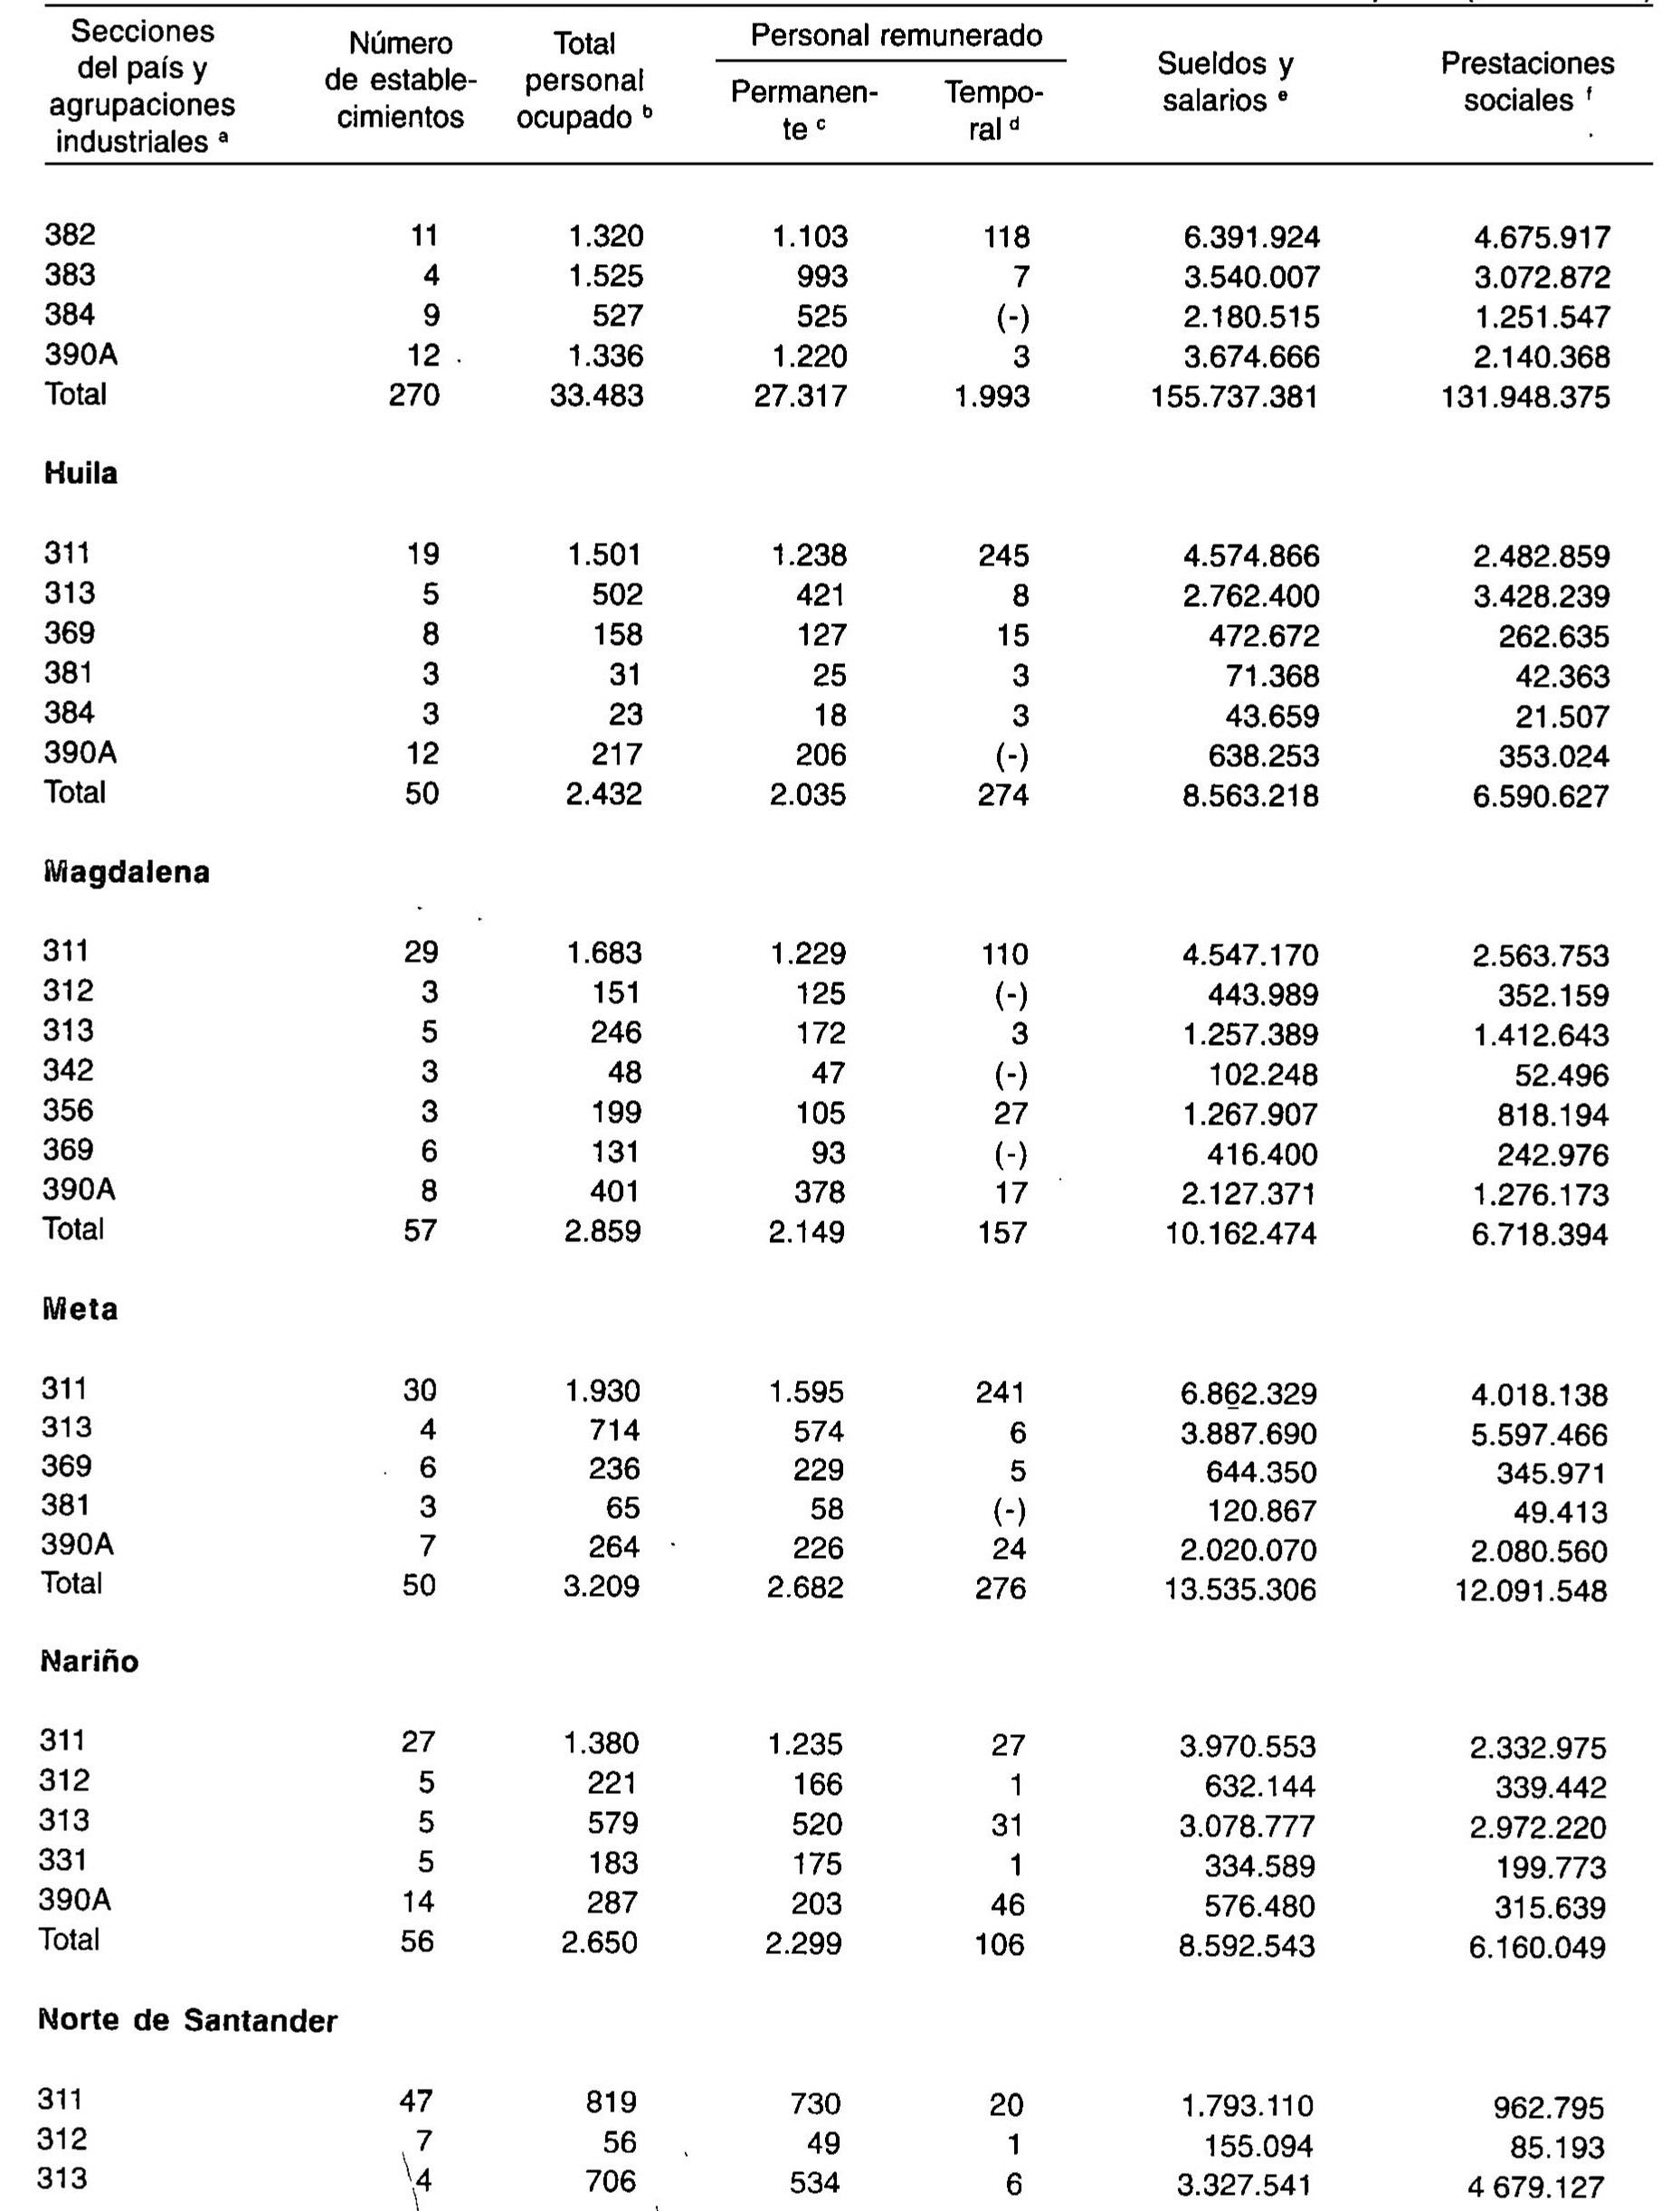 Secciones del país y agrupaciones industriales a | Número de estable-cimientos | Total personal ocupado b | Personal remunerado | Sueldos y salarios e | Prestaciones sociales f
Permanen-te c | Tempo-ral d
382 11 1.320 1.103 118 6.391.924 4.675.917
383 4 1.525 993 7 3.540.007 3.072.872
384 9 527 525 (-) 2.180.515 1.251.547
390A 12 1.336 1.220 3 3.674.666 2.140.368
Total 270 33.483 27.317 1.993 155.737.381 131.948.375
Huila
311 19 1.501 1.238 245 4.574.866 2.482.859
313 5 502 421 8 2.762.400 3.428.239
369 8 158 127 15 472.672 262.635
381 3 31 25 3 71.368 42.363
384 3 23 18 3 43.659 21.507
390A 12 217 206 (-) 638.253 353.024
Total 50 2.432 2.035 274 8.563.218 6.590.627
Magdalena
311 29 1.683 1.229 110 4.547.170 2.563.753
312 3 151 125 (-) 443.989 352.159
313 5 246 172 3 1.257.389 1.412.643
342 3 48 47 (-) 102.248 52.496
356 3 199 105 27 1.267.907 818.194
369 6 131 93 (-) 416.400 242.976
390A 8 401 378 17 2.127.371 1.276.173
Total 57 2.859 2.149 157 10.162.474 6.718.394
Meta
311 30 1.930 1.595 241 6.862.329 4.018.138
313 4 714 574 6 3.887.690 5.597.466
369 6 236 229 5 644.350 345.971
381 3 65 58 (-) 120.867 49.413
390A 7 264 226 24 2.020.070 2.080.560
Total 50 3.209 2.682 276 13.535.306 12.091.548
Nariño
311 27 1.380 1.235 27 3.970.553 2.332.975
312 5 221 166 1 632.144 339.442
313 5 579 520 31 3.078.777 2.972.220
331 5 183 175 1 334.589 199.773
390A 14 287 203 46 576.480 315.639
Total 56 2.650 2.299 106 8.592.543 6.160.049
Norte de Santander
311 47 819 730 20 1.793.110 962.795
312 7 56 49 1 155.094 85.193
313 4 706 534 6 3.327.541 4 679.127